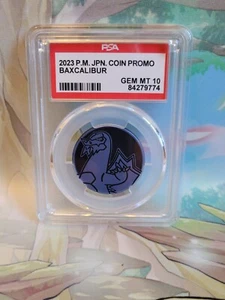 PSA
2023 P.M. JPN. COIN PROMO
BAXCALIBUR
GEM MT 10
84279774